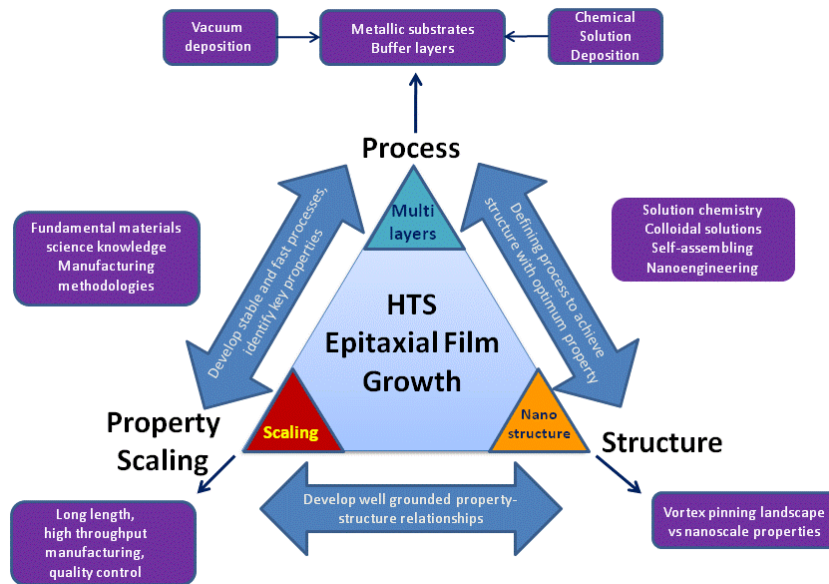 Vacuum
deposition
Metallic substrates
Buffer layers
Chemical
Solution
Deposition
Process
Multi
layers
Develop stable and fast processes,
identify key properties
Defining process to achieve
structure with optimum property
Fundamental materials
science knowledge
Manufacturing
methodologies
Solution chemistry
Colloidal solutions
Self-assembling
Nanoengineering
HTS
Epitaxial Film
Growth
Property
Scaling
Scaling
Nano
structure
Structure
Develop well grounded property-
structure relationships
Long length,
high throughput
manufacturing,
quality control
Vortex pinning landscape
vs nanoscale properties